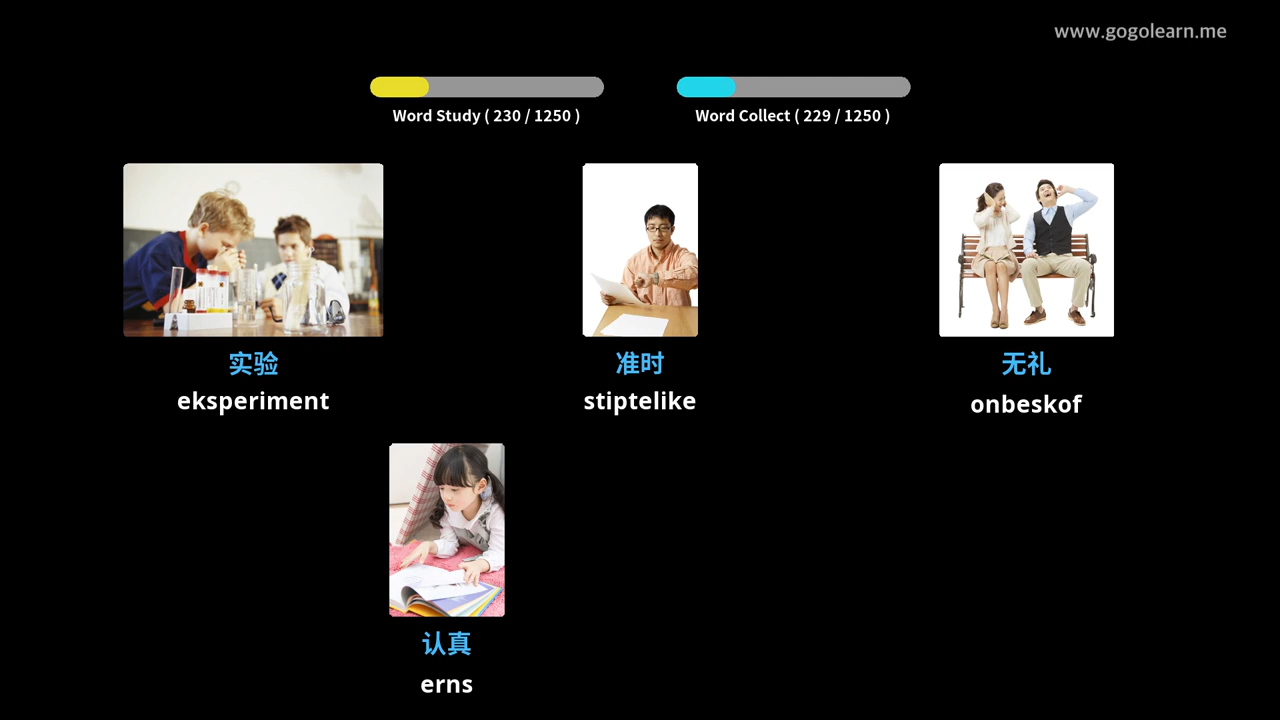 www.gogolearn.me
Word Study ( 230 / 1250 )
Word Collect ( 229 / 1250 )
实验
eksperiment
准时
stiptelike
无礼
onbeskof
认真
erns